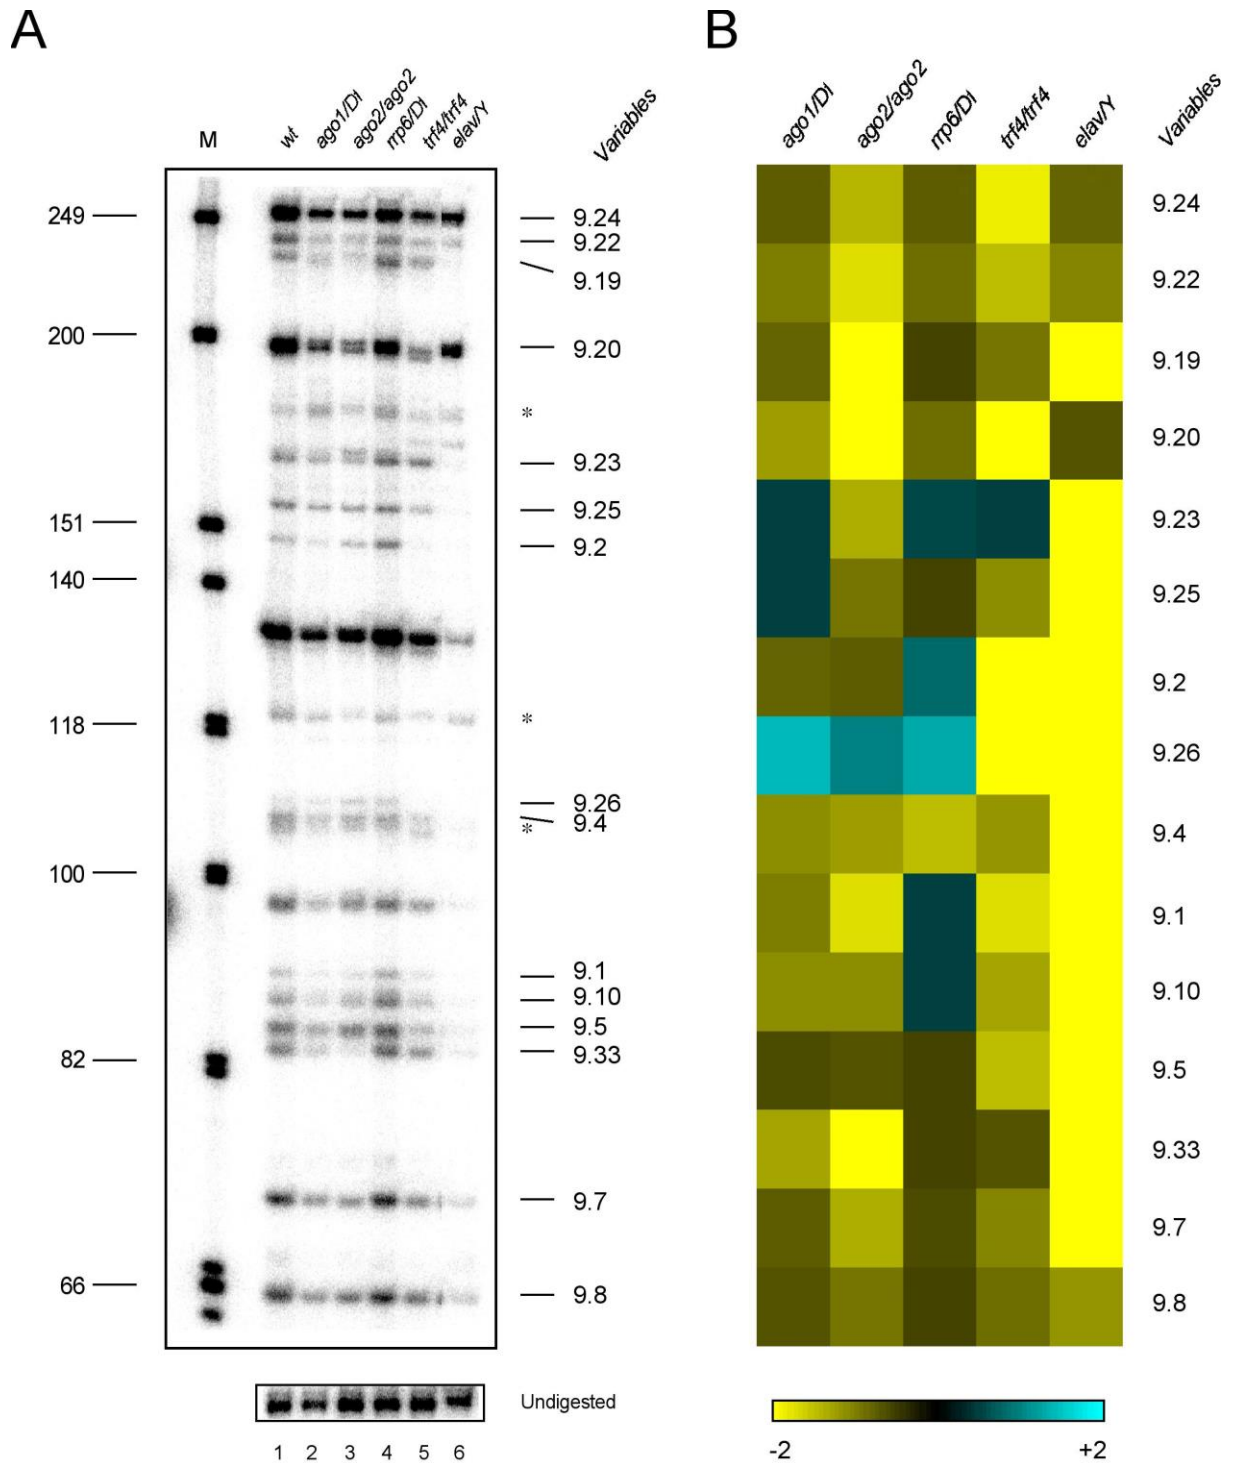 A
M
wt
ago1/Di
ago2/ago2
rrp6/Di
trf4/trf4
elav/Y
Variables
249
200
151
140
118
100
82
66
9.24
9.22
9.19
9.20
*
9.23
9.25
9.2
*
9.26
9.4
*
9.1
9.10
9.5
9.33
9.7
9.8
Undigested
1 2 3 4 5 6
B
ago1/Di
ago2/ago2
rrp6/Di
trf4/trf4
elav/Y
Variables
9.24
9.22
9.19
9.20
9.23
9.25
9.2
9.26
9.4
9.1
9.10
9.5
9.33
9.7
9.8
-2 +2